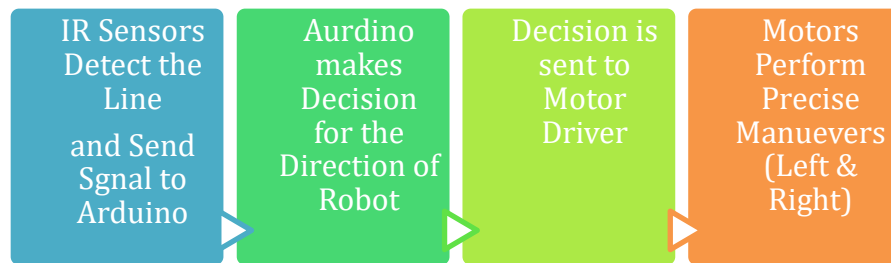 IR Sensors
Detect the
Line
and Send
Sgnal to
Arduino
Aurdino
makes
Decision
for the
Direction of
Robot
Decision is
sent to
Motor
Driver
Motors
Perform
Precise
Manuevers
(Left &
Right)